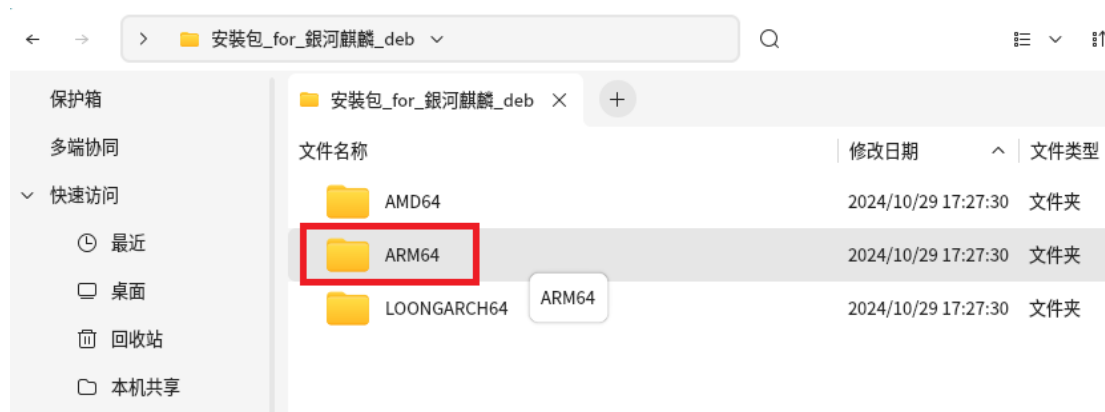 安裝包_for_銀河麒麟_deb
保护箱
安裝包_for_銀河麒麟_deb
多端协同
文件名称 修改日期 文件类型
快速访问
AMD64 2024/10/29 17:27:30 文件夹
最近
ARM64 2024/10/29 17:27:30 文件夹
桌面
ARM64
LOONGARCH64 2024/10/29 17:27:30 文件夹
回收站
本机共享